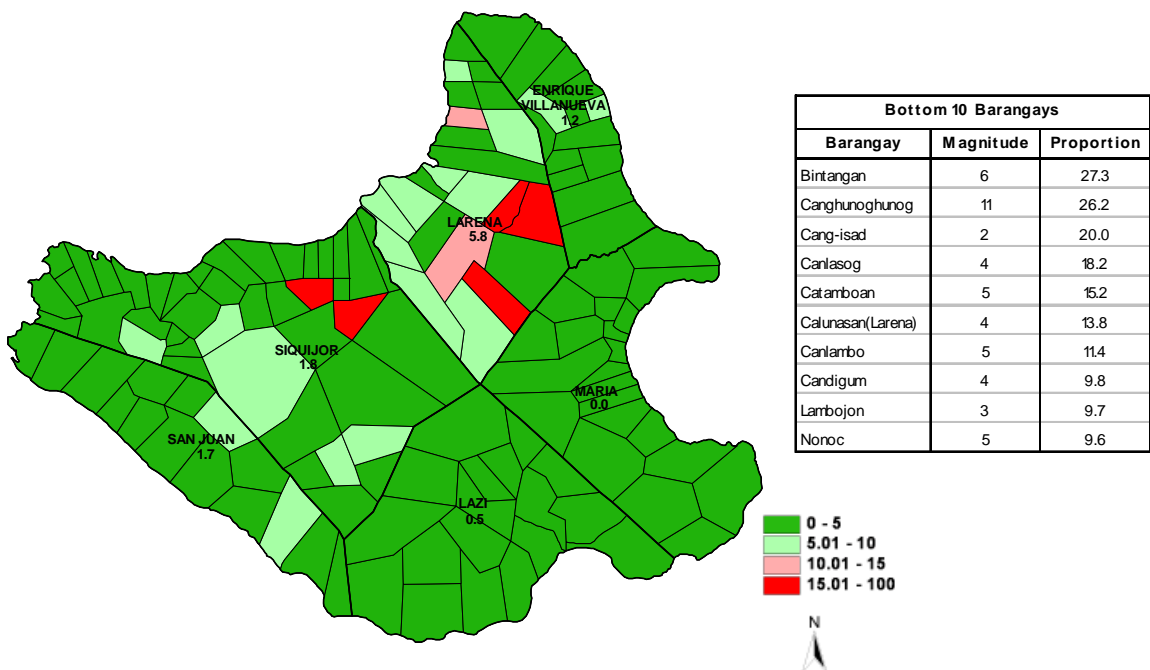 ENRIQUE
VILLANUEVA
1.2
LARENA
5.8
SIQUIJOR
1.8
MARIA
0.0
SAN JUAN
1.7
LAZI
0.5
Bottom 10 Barangays
Barangay Magnitude Proportion
Bintangan 6 27.3
Canghunoghunog 11 26.2
Cang-isad 2 20.0
Canlasog 4 18.2
Catamboan 5 15.2
Calunasan(Larena) 4 13.8
Canlambo 5 11.4
Candigum 4 9.8
Lambojon 3 9.7
Nonoc 5 9.6
0 - 5
5.01 - 10
10.01 - 15
15.01 - 100
N